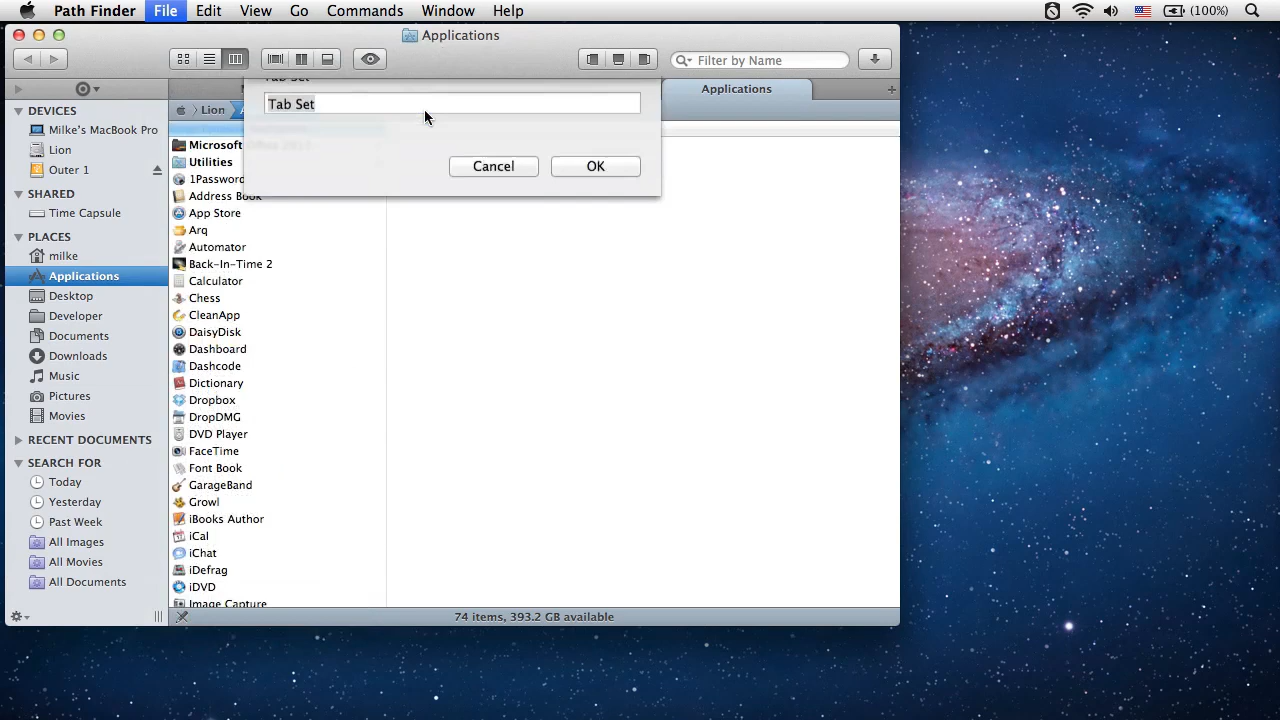 Path Finder File Edit View Go Commands Window Help (100%)
Applications
Filter by Name
Tab Set
Applications
Lion
Tab Set
Cancel OK
DEVICES
Milke's MacBook Pro
Lion
Outer 1
SHARED
Time Capsule
PLACES
milke
Applications
Desktop
Developer
Documents
Downloads
Music
Pictures
Movies
RECENT DOCUMENTS
SEARCH FOR
Today
Yesterday
Past Week
All Images
All Movies
All Documents
Microsoft
Utilities
1Password
Address Book
App Store
Arq
Automator
Back-In-Time 2
Calculator
Chess
CleanApp
DaisyDisk
Dashboard
Dashcode
Dictionary
Dropbox
DropDMG
DVD Player
FaceTime
Font Book
GarageBand
Growl
iBooks Author
iCal
iChat
iDefrag
iDVD
Image Capture
74 items, 393.2 GB available